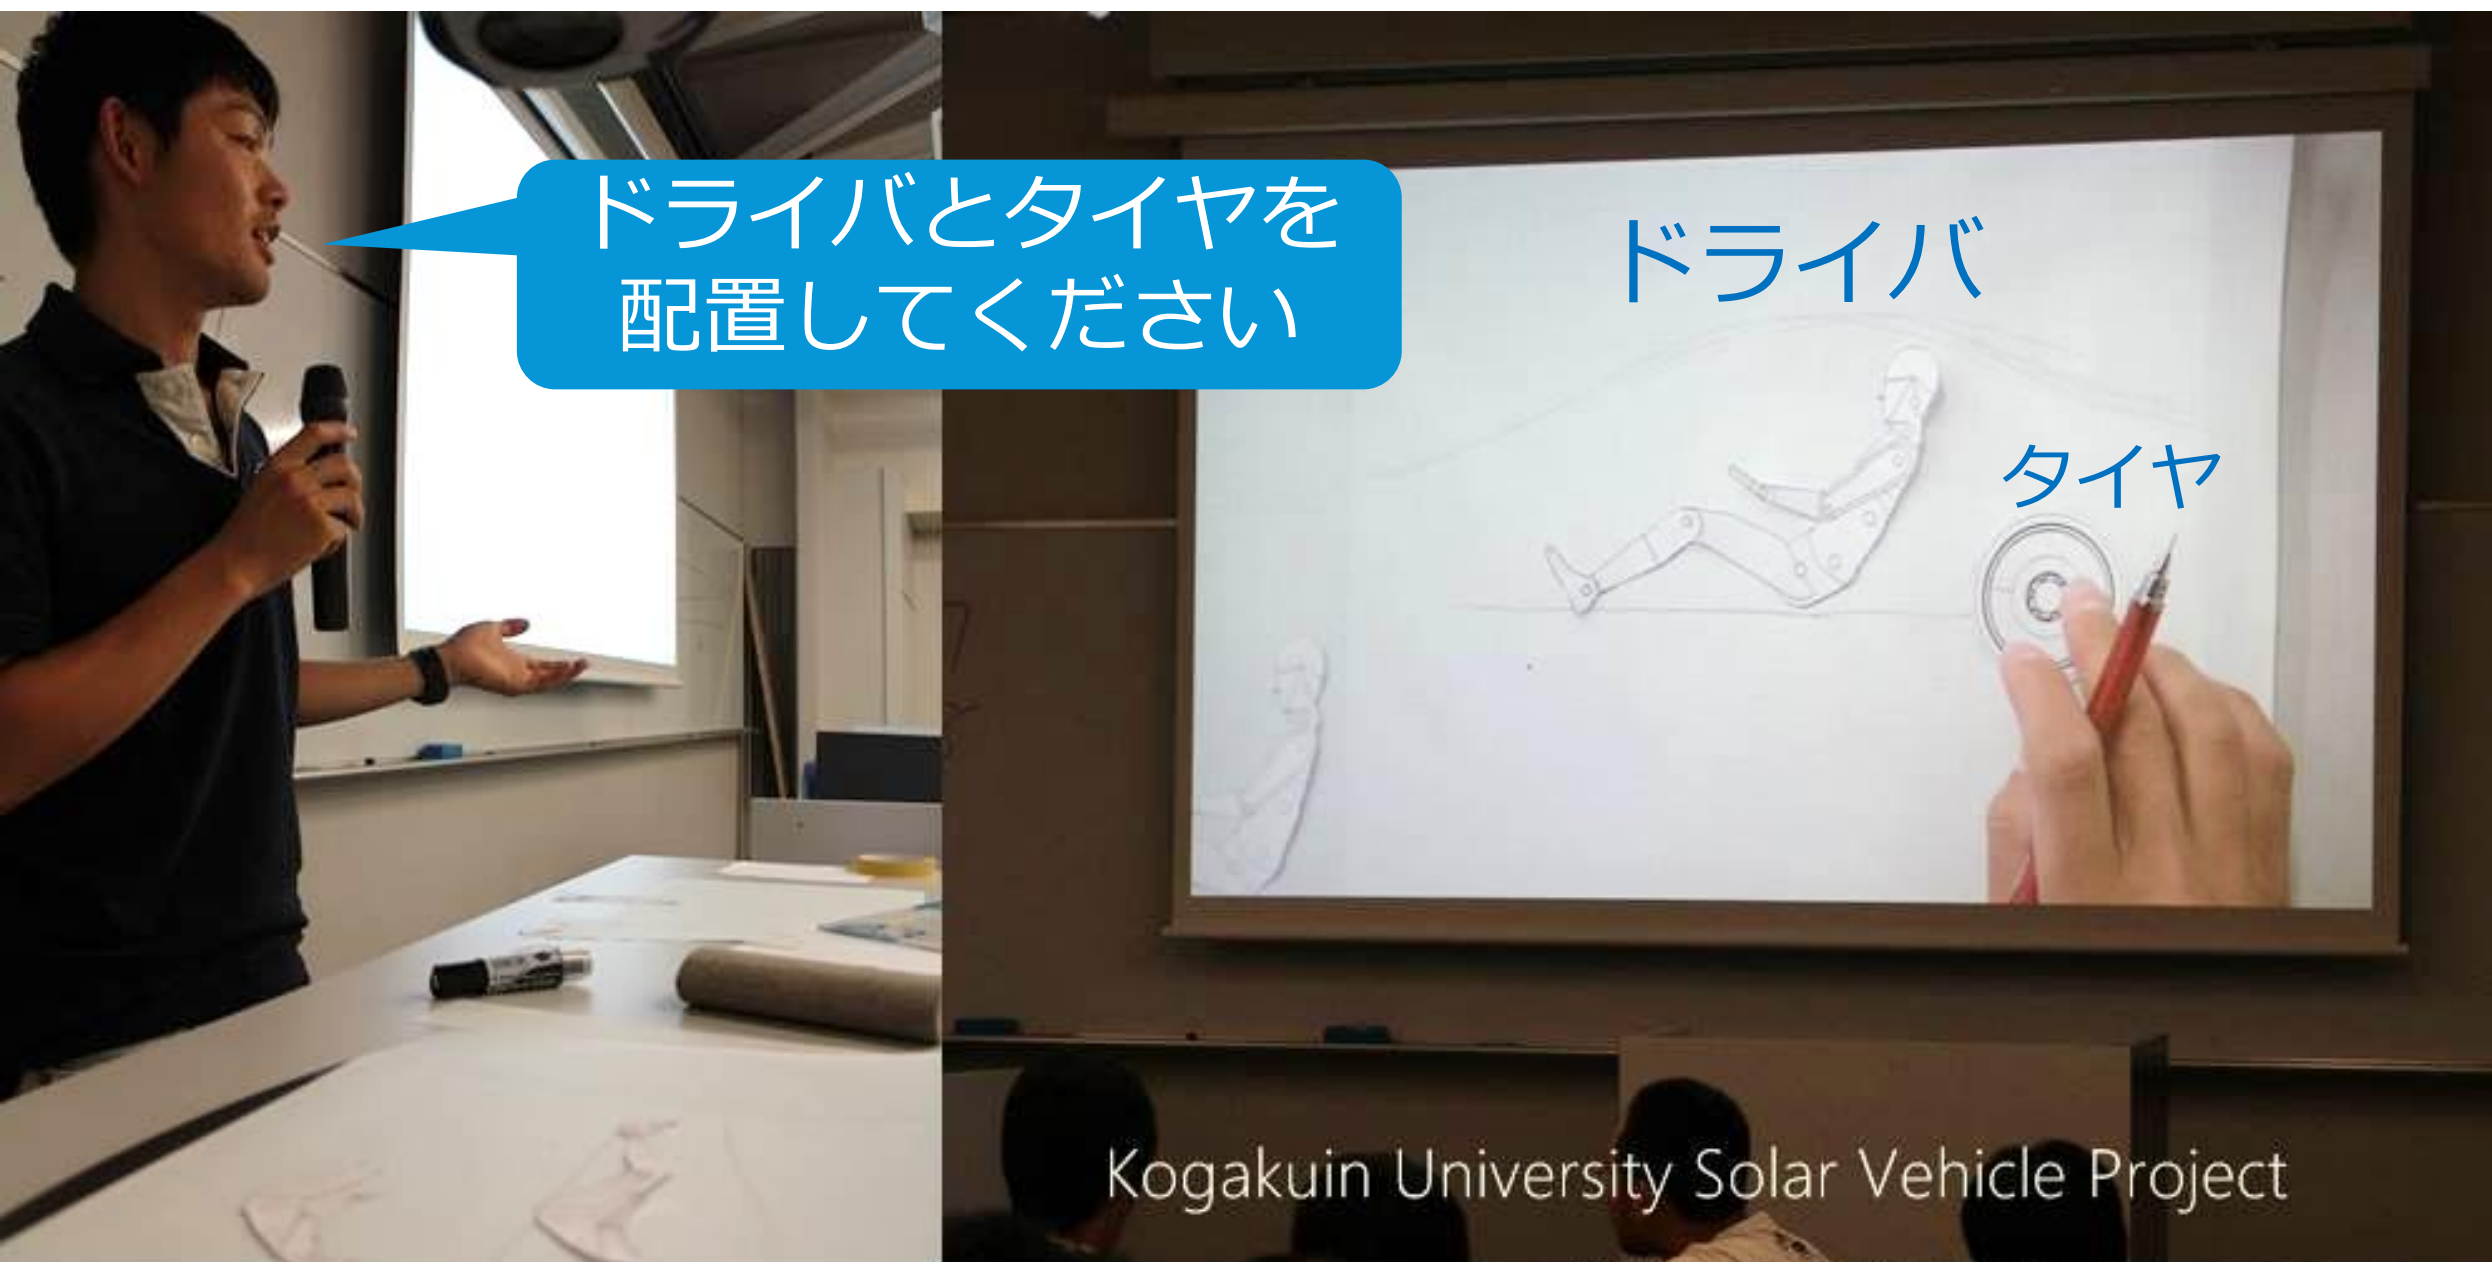 ドライバとタイヤを
配置してください
ドライバ
タイヤ
Kogakuin University Solar Vehicle Project